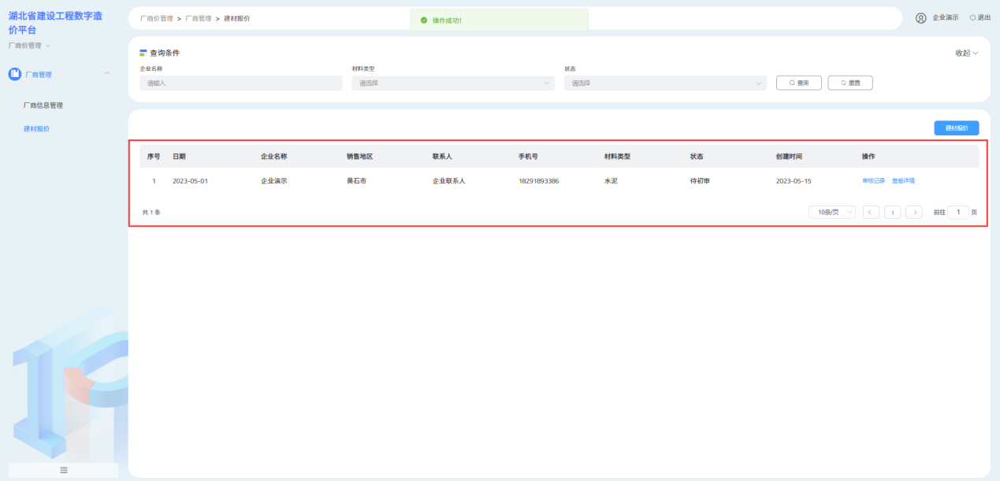 湖北省建设工程数字造
价平台
厂商价管理
厂商管理
厂商信息管理
建材报价
厂商价管理 > 厂商管理 > 建材报价
操作成功!
企业演示 退出
查询条件 收起
企业名称 材料类型 状态
请输入 请选择 请选择 查询 重置
建材报价
序号 日期 企业名称 销售地区 联系人 手机号 材料类型 状态 创建时间 操作
1 2023-05-01 企业演示 黄石市 企业联系人 18291893386 水泥 待初审 2023-05-15 审核记录 查看详情
共 1 条 10条/页 < 1 > 前往 1 页